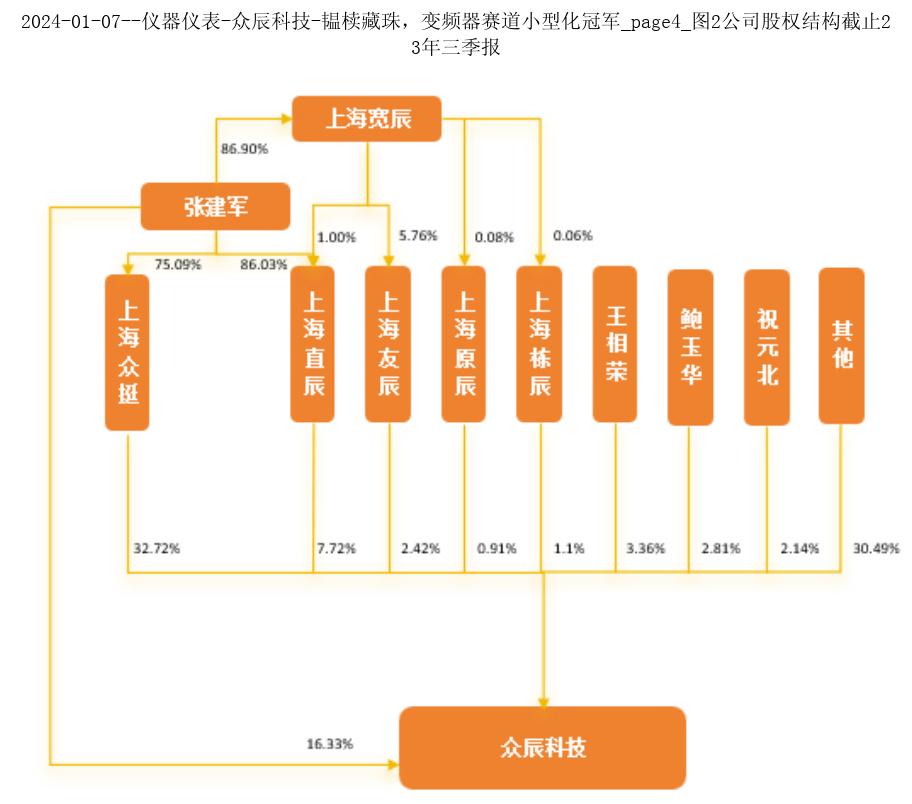 2024-01-07--仪器仪表-众辰科技-韫椟藏珠，变频器赛道小型化冠军_page4_图2公司股权结构截止2
3年三季报
上海宽辰
86.90%
张建军
1.00%
5.76%
0.08%
0.06%
75.09%
86.03%
上海众挺
上海直辰
上海友辰
上海原辰
上海栋辰
王相荣
鲍玉华
祝元北
其他
32.72%
7.72%
2.42%
0.91%
1.1%
3.36%
2.81%
2.14%
30.49%
16.33%
众辰科技